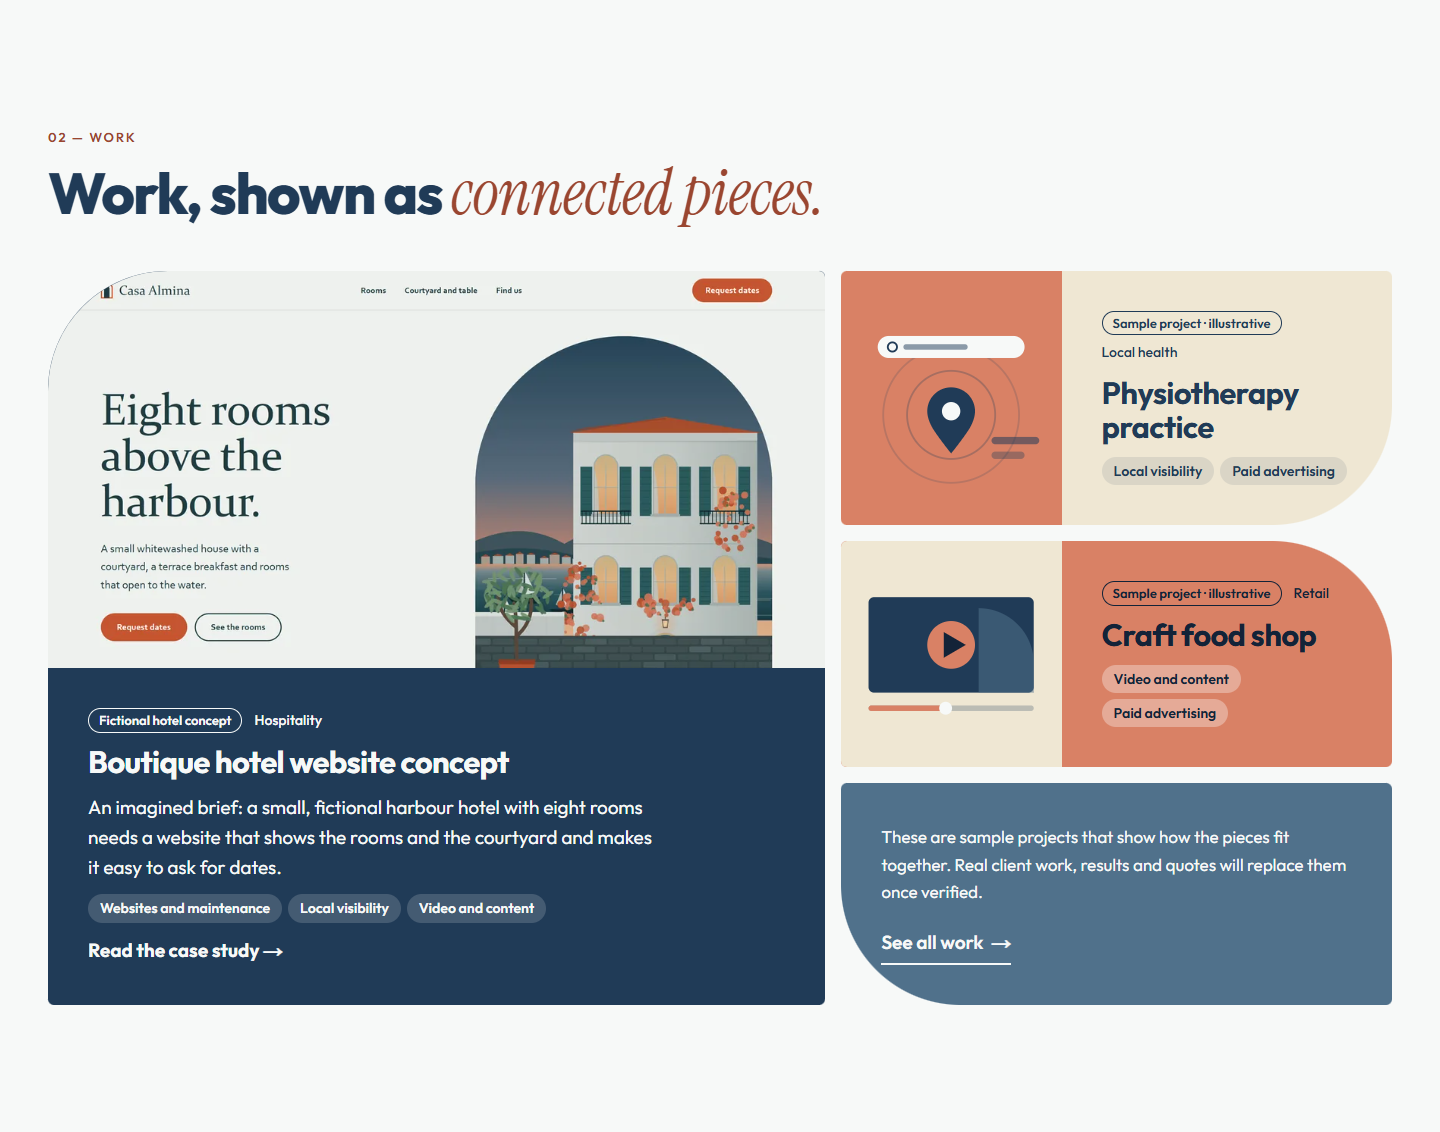 02 — WORK
Work, shown as connected pieces.
Casa Almina
Rooms
Courtyard and table
Find us
Request dates
Eight rooms
above the
harbour.
A small whitewashed house with a
courtyard, a terrace breakfast and rooms
that open to the water.
Request dates
See the rooms
Fictional hotel concept
Hospitality
Boutique hotel website concept
An imagined brief: a small, fictional harbour hotel with eight rooms
needs a website that shows the rooms and the courtyard and makes
it easy to ask for dates.
Websites and maintenance
Local visibility
Video and content
Read the case study →
Sample project · illustrative
Local health
Physiotherapy
practice
Local visibility
Paid advertising
Sample project · illustrative
Retail
Craft food shop
Video and content
Paid advertising
These are sample projects that show how the pieces fit
together. Real client work, results and quotes will replace them
once verified.
See all work →